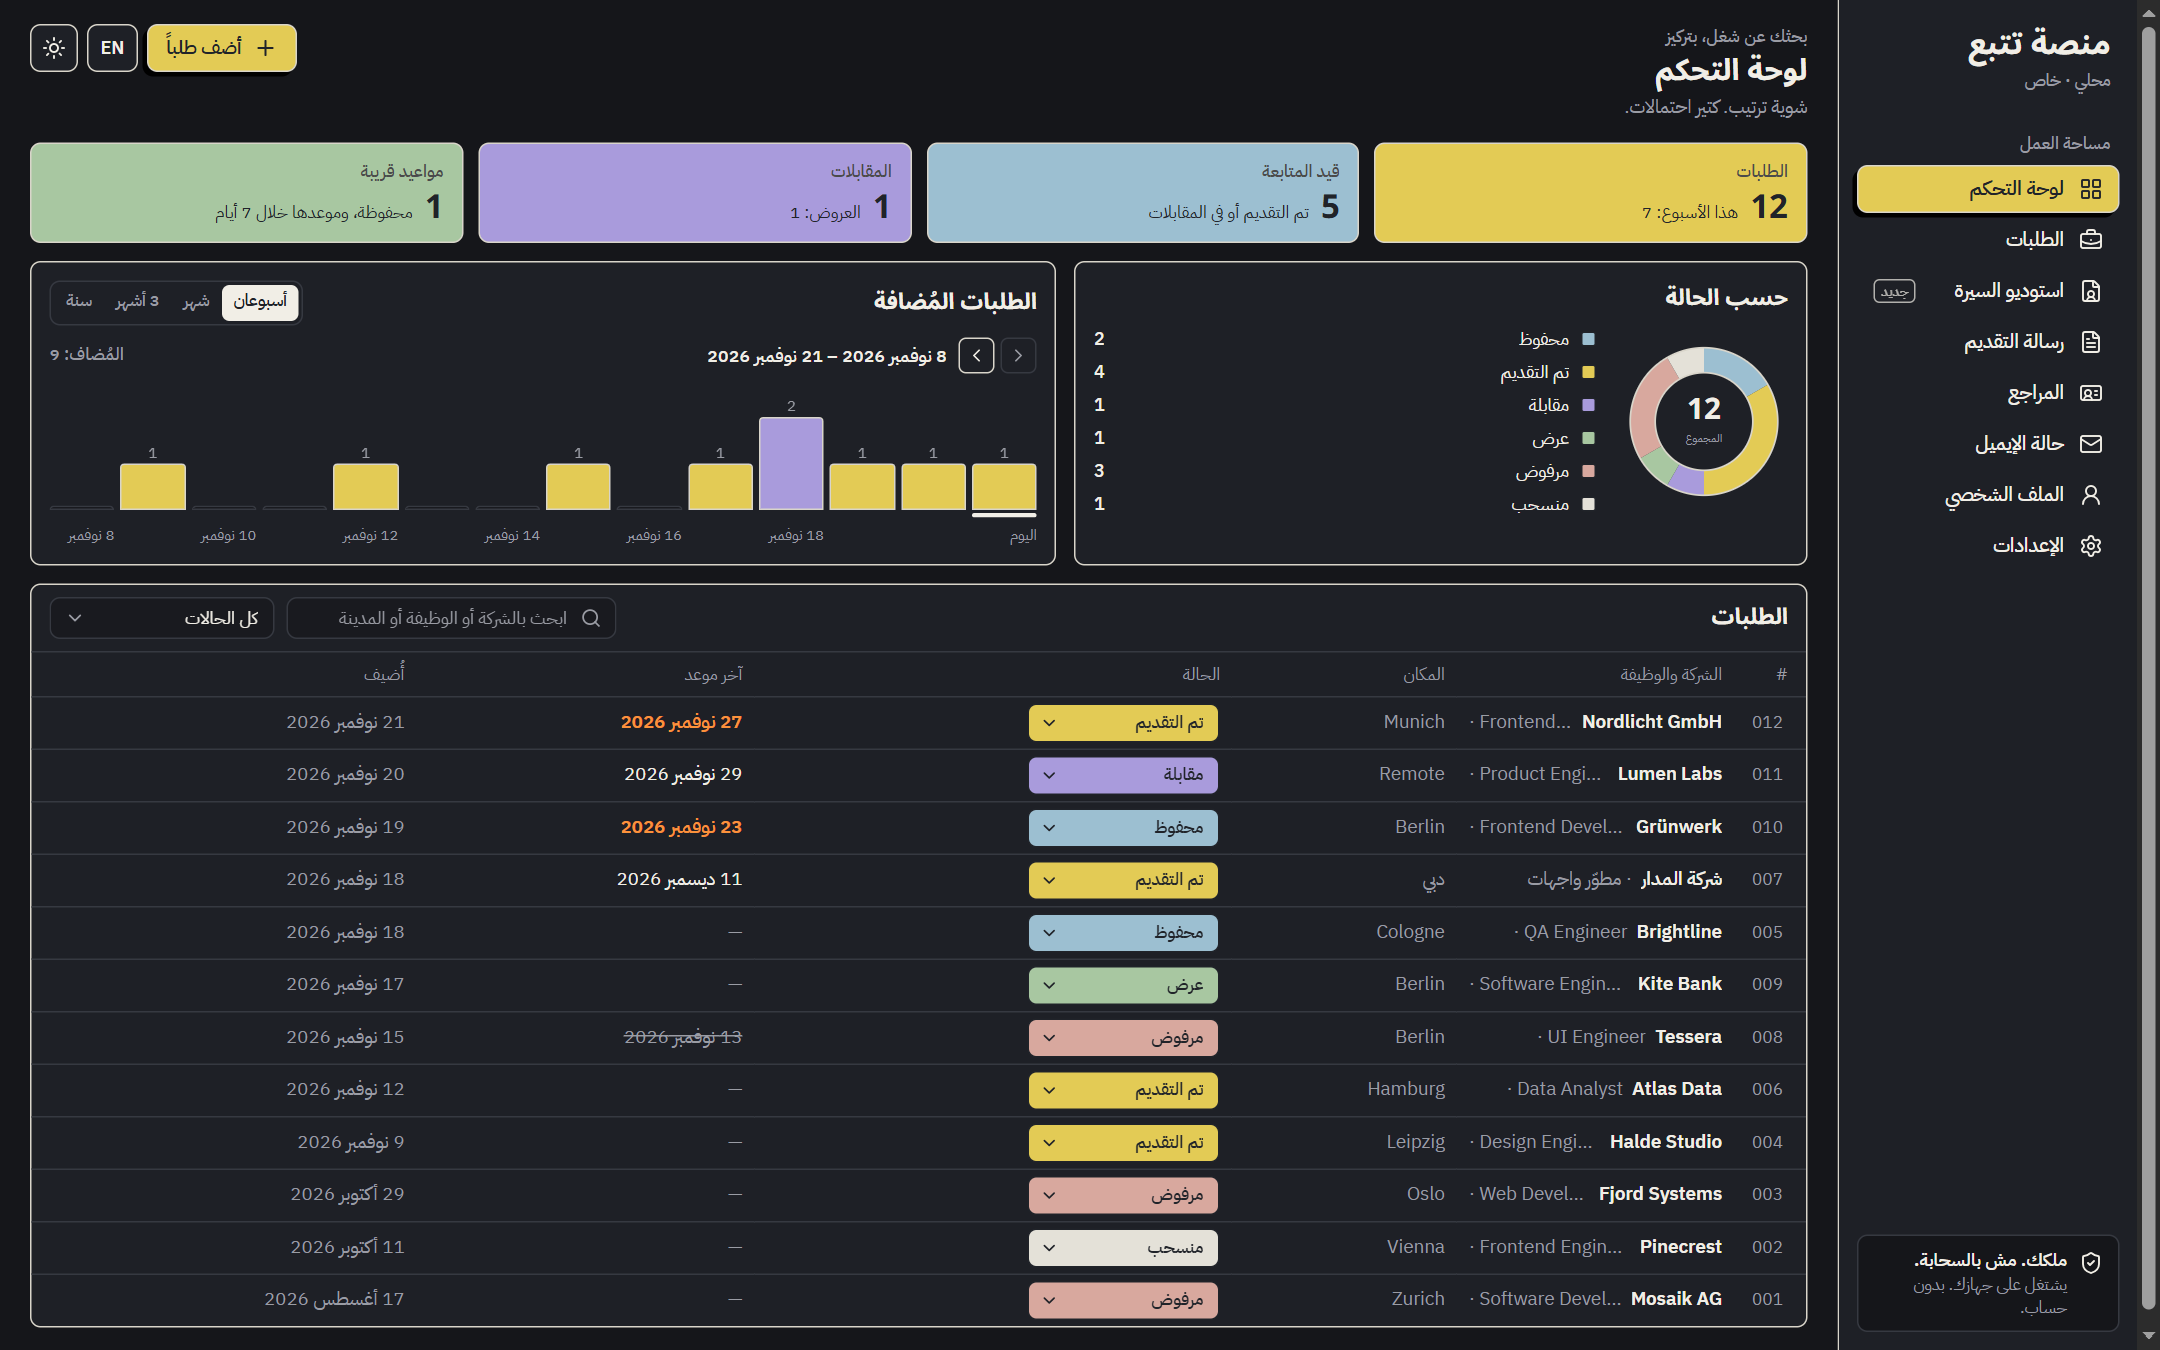 منصة تتبع
محلي · خاص
مساحة العمل
لوحة التحكم
الطلبات
استوديو السيرة جديد
رسالة التقديم
المراجع
حالة الإيميل
الملف الشخصي
الإعدادات
ملكك. مش بالسحابة.
يشتغل على جهازك. بدون
حساب.
بحثك عن شغل، بتركيز
لوحة التحكم
شوية ترتيب. كتير احتمالات.
أضف طلباً
EN
الطلبات
12 هذا الأسبوع: 7
قيد المتابعة
5 تم التقديم أو في المقابلات
المقابلات
1 العروض: 1
مواعيد قريبة
1 محفوظة، وموعدها خلال 7 أيام
حسب الحالة
12
المجموع
محفوظ 2
تم التقديم 4
مقابلة 1
عرض 1
مرفوض 3
منسحب 1
الطلبات المُضافة
أسبوعان شهر 3 أشهر سنة
8 نوفمبر 2026 – 21 نوفمبر 2026
المُضاف: 9
1 1 1 2 1 1 1 1
اليوم 18 نوفمبر 16 نوفمبر 14 نوفمبر 12 نوفمبر 10 نوفمبر 8 نوفمبر
الطلبات
ابحث بالشركة أو الوظيفة أو المدينة
كل الحالات
# الشركة والوظيفة المكان الحالة آخر موعد أُضيف
012 Nordlicht GmbH · Frontend... Munich تم التقديم 27 نوفمبر 2026 21 نوفمبر 2026
011 Lumen Labs · Product Engi... Remote مقابلة 29 نوفمبر 2026 20 نوفمبر 2026
010 Grünwerk · Frontend Devel... Berlin محفوظ 23 نوفمبر 2026 19 نوفمبر 2026
007 شركة المدار · مطوّر واجهات دبي تم التقديم 11 ديسمبر 2026 18 نوفمبر 2026
005 Brightline · QA Engineer Cologne محفوظ — 18 نوفمبر 2026
009 Kite Bank · Software Engin... Berlin عرض — 17 نوفمبر 2026
008 Tessera · UI Engineer Berlin مرفوض 13 نوفمبر 2026 15 نوفمبر 2026
006 Atlas Data · Data Analyst Hamburg تم التقديم — 12 نوفمبر 2026
004 Halde Studio · Design Engi... Leipzig تم التقديم — 9 نوفمبر 2026
003 Fjord Systems · Web Devel... Oslo مرفوض — 29 أكتوبر 2026
002 Pinecrest · Frontend Engin... Vienna منسحب — 11 أكتوبر 2026
001 Mosaik AG · Software Devel... Zurich مرفوض — 17 أغسطس 2026